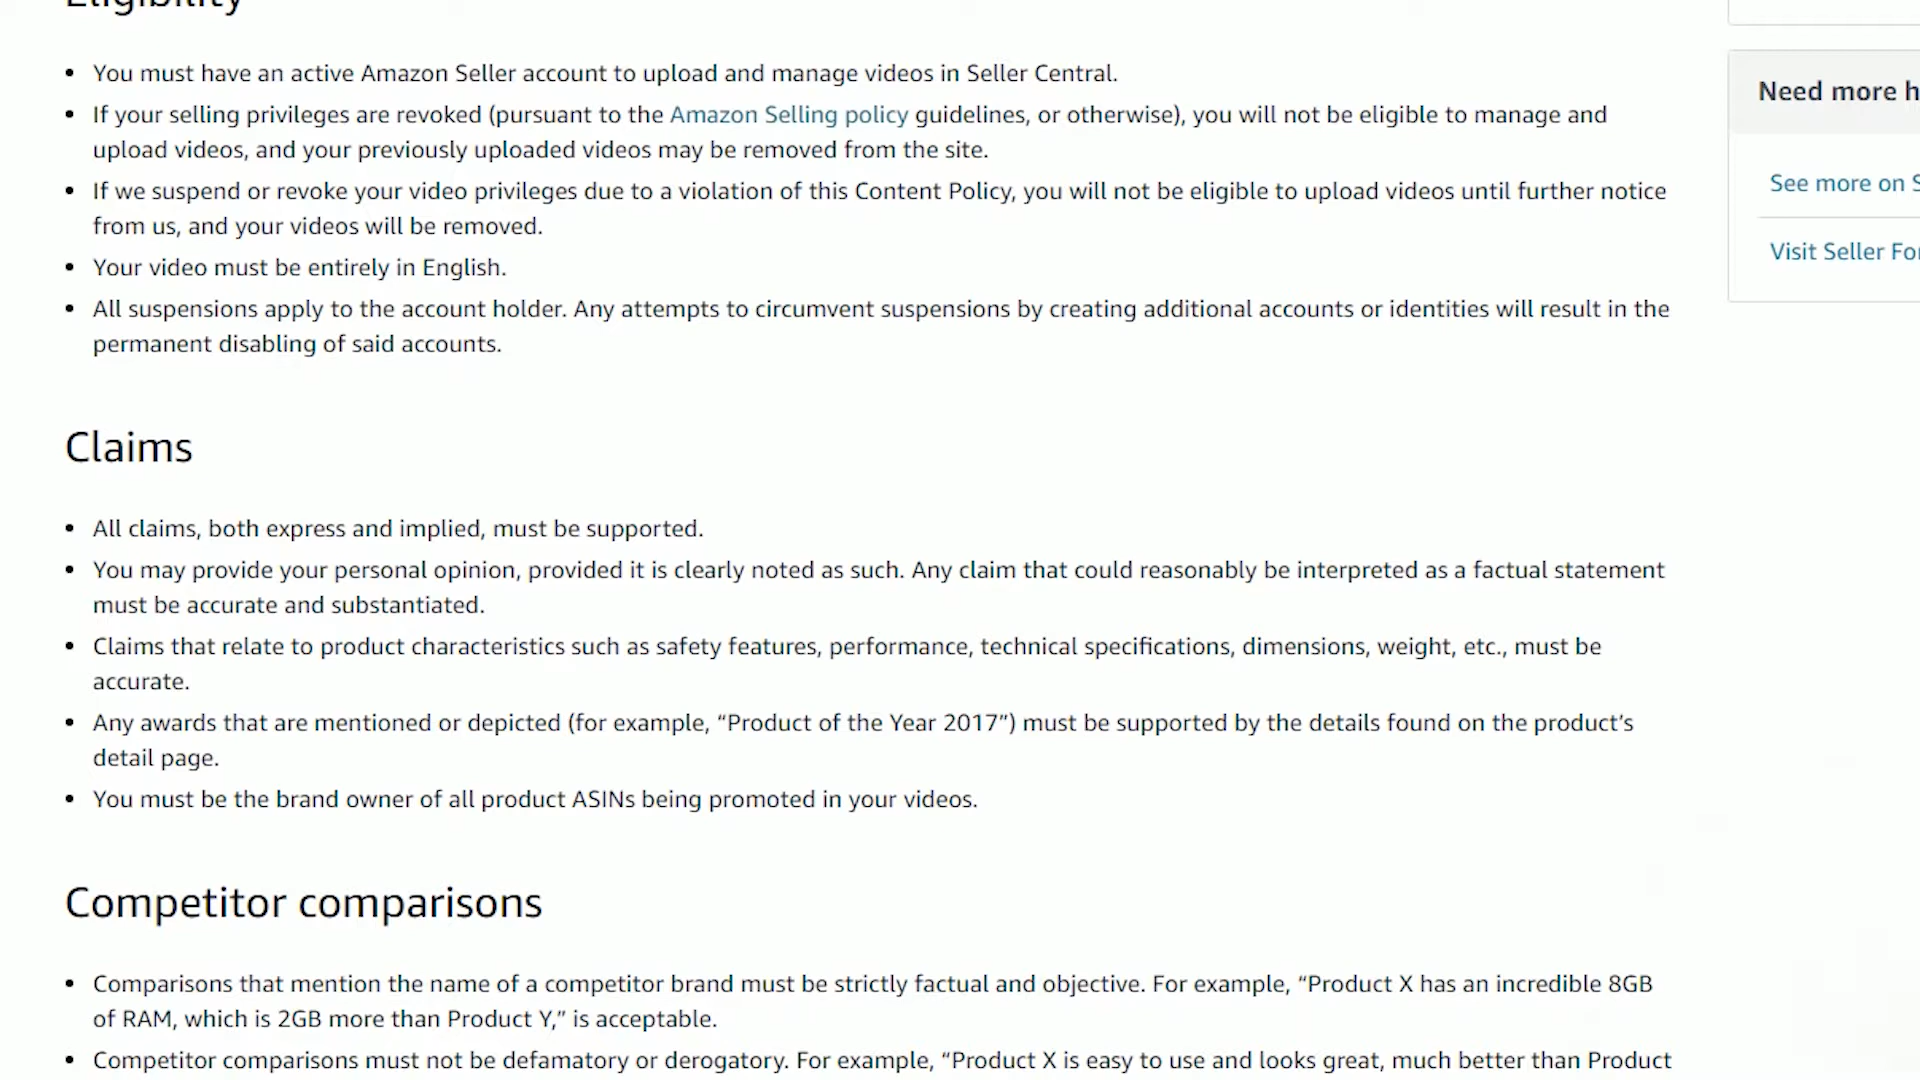 Eligibility
• You must have an active Amazon Seller account to upload and manage videos in Seller Central.
• If your selling privileges are revoked (pursuant to the Amazon Selling policy guidelines, or otherwise), you will not be eligible to manage and
upload videos, and your previously uploaded videos may be removed from the site.
• If we suspend or revoke your video privileges due to a violation of this Content Policy, you will not be eligible to upload videos until further notice
from us, and your videos will be removed.
• Your video must be entirely in English.
• All suspensions apply to the account holder. Any attempts to circumvent suspensions by creating additional accounts or identities will result in the
permanent disabling of said accounts.
Claims
• All claims, both express and implied, must be supported.
• You may provide your personal opinion, provided it is clearly noted as such. Any claim that could reasonably be interpreted as a factual statement
must be accurate and substantiated.
• Claims that relate to product characteristics such as safety features, performance, technical specifications, dimensions, weight, etc., must be
accurate.
• Any awards that are mentioned or depicted (for example, “Product of the Year 2017”) must be supported by the details found on the product’s
detail page.
• You must be the brand owner of all product ASINs being promoted in your videos.
Competitor comparisons
• Comparisons that mention the name of a competitor brand must be strictly factual and objective. For example, “Product X has an incredible 8GB
of RAM, which is 2GB more than Product Y,” is acceptable.
• Competitor comparisons must not be defamatory or derogatory. For example, “Product X is easy to use and looks great, much better than Product
Need more h
See more on S
Visit Seller Fo